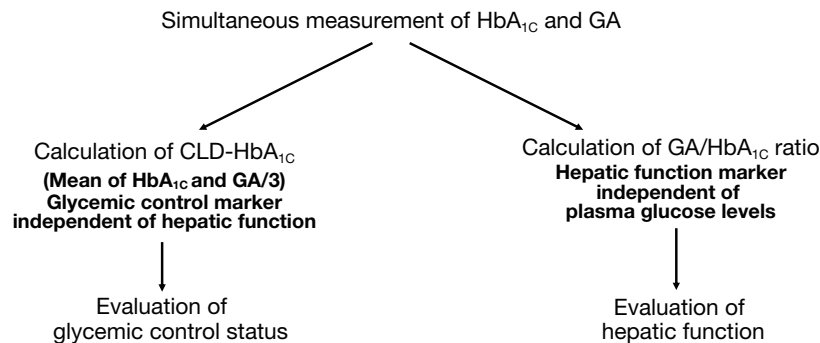 Simultaneous measurement of HbA1C and GA
Calculation of CLD-HbA1C
(Mean of HbA1C and GA/3)
Glycemic control marker
independent of hepatic function
Evaluation of
glycemic control status
Calculation of GA/HbA1C ratio
Hepatic function marker
independent of
plasma glucose levels
Evaluation of
hepatic function